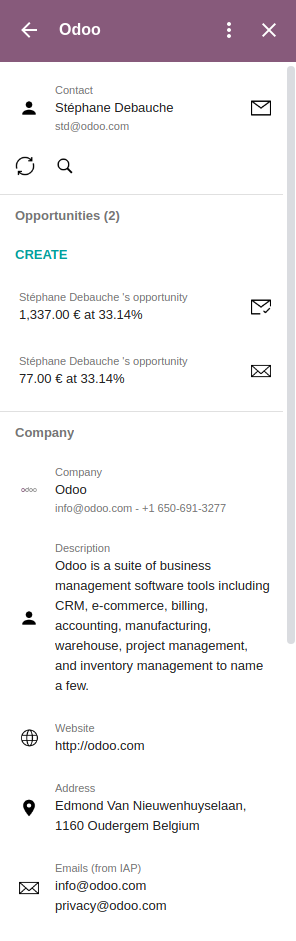 Odoo
Contact
Stéphane Debauche
std@odoo.com
Opportunities (2)
CREATE
Stéphane Debauche 's opportunity
1,337.00 € at 33.14%
Stéphane Debauche 's opportunity
77.00 € at 33.14%
Company
Company
odoo
Odoo
info@odoo.com - +1 650-691-3277
Description
Odoo is a suite of business
management software tools including
CRM, e-commerce, billing,
accounting, manufacturing,
warehouse, project management,
and inventory management to name
a few.
Website
http://odoo.com
Address
Edmond Van Nieuwenhuyselaan,
1160 Oudergem Belgium
Emails (from IAP)
info@odoo.com
privacy@odoo.com